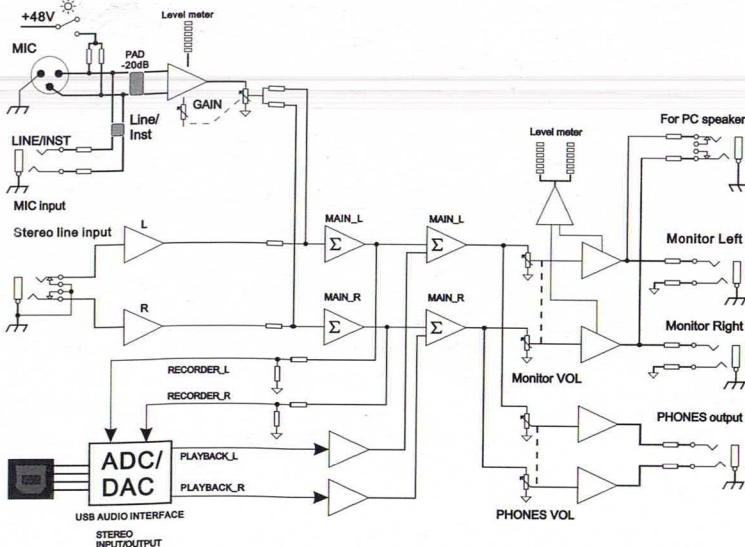 +48V
Level meter
MIC
PAD
-20dB
GAIN
Line/
Inst
LINE/INST
MIC input
For PC speaker
Level meter
Stereo line input
L
MAIN_L
Σ
MAIN_L
Σ
Monitor Left
R
MAIN_R
Σ
MAIN_R
Σ
Monitor Right
RECORDER_L
Monitor VOL
RECORDER_R
PHONES output
ADC/
DAC
PLAYBACK_L
PLAYBACK_R
USB AUDIO INTERFACE
PHONES VOL
STEREO
INPUT/OUTPUT